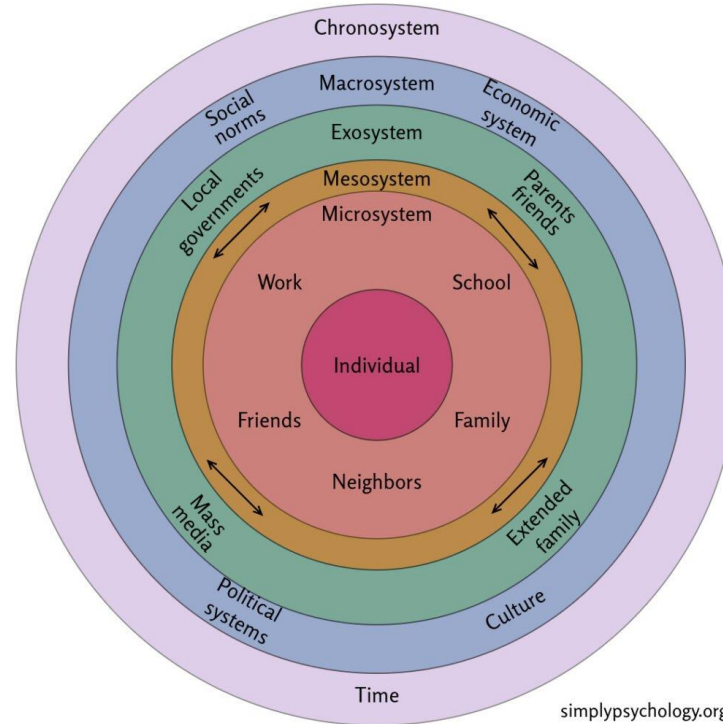 Chronosystem
Macrosystem
Social
norms
Economic
system
Exosystem
Local
governments
Parents
friends
Mesosystem
Microsystem
Work
School
Individual
Friends
Family
Neighbors
Mass
media
Extended
family
Political
systems
Culture
Time
simplypsychology.org